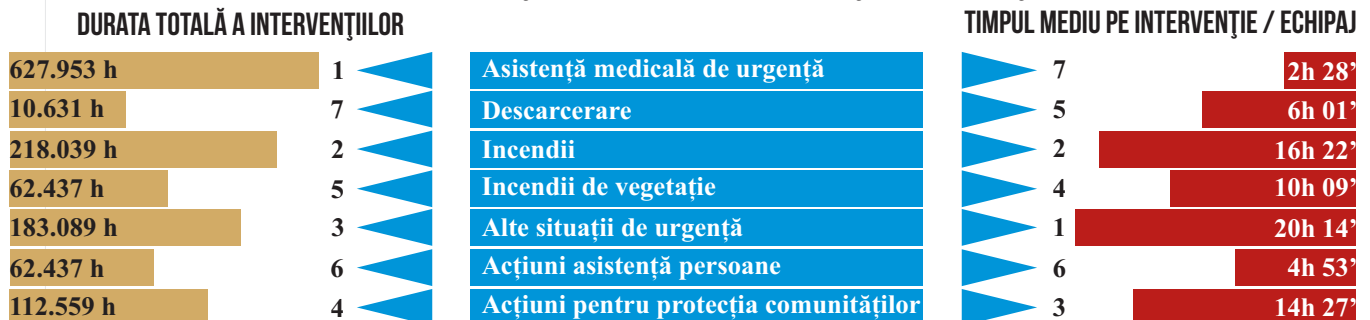 DURATA TOTALĂ A INTERVENŢIILOR
TIMPUL MEDIU PE INTERVENŢIE / ECHIPAJ
627.953 h 1 Asistență medicală de urgență 7 2h 28’
10.631 h 7 Descarcerare 5 6h 01’
218.039 h 2 Incendii 2 16h 22’
62.437 h 5 Incendii de vegetație 4 10h 09’
183.089 h 3 Alte situații de urgență 1 20h 14’
62.437 h 6 Acțiuni asistență persoane 6 4h 53’
112.559 h 4 Acțiuni pentru protecția comunităților 3 14h 27’